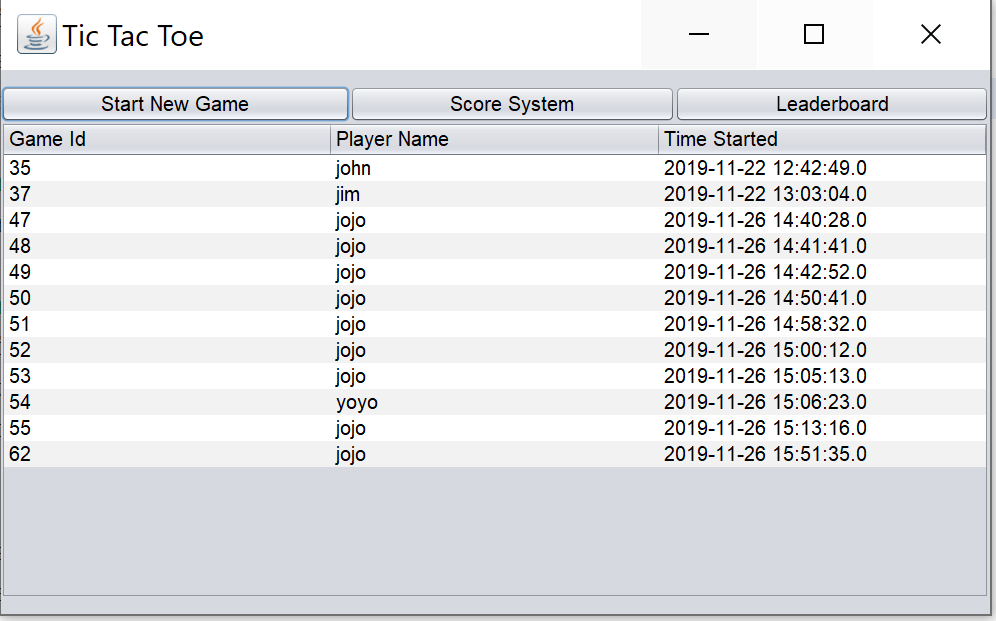 Tic Tac Toe
Start New Game Score System Leaderboard
Game Id Player Name Time Started
35 john 2019-11-22 12:42:49.0
37 jim 2019-11-22 13:03:04.0
47 jojo 2019-11-26 14:40:28.0
48 jojo 2019-11-26 14:41:41.0
49 jojo 2019-11-26 14:42:52.0
50 jojo 2019-11-26 14:50:41.0
51 jojo 2019-11-26 14:58:32.0
52 jojo 2019-11-26 15:00:12.0
53 jojo 2019-11-26 15:05:13.0
54 yoyo 2019-11-26 15:06:23.0
55 jojo 2019-11-26 15:13:16.0
62 jojo 2019-11-26 15:51:35.0